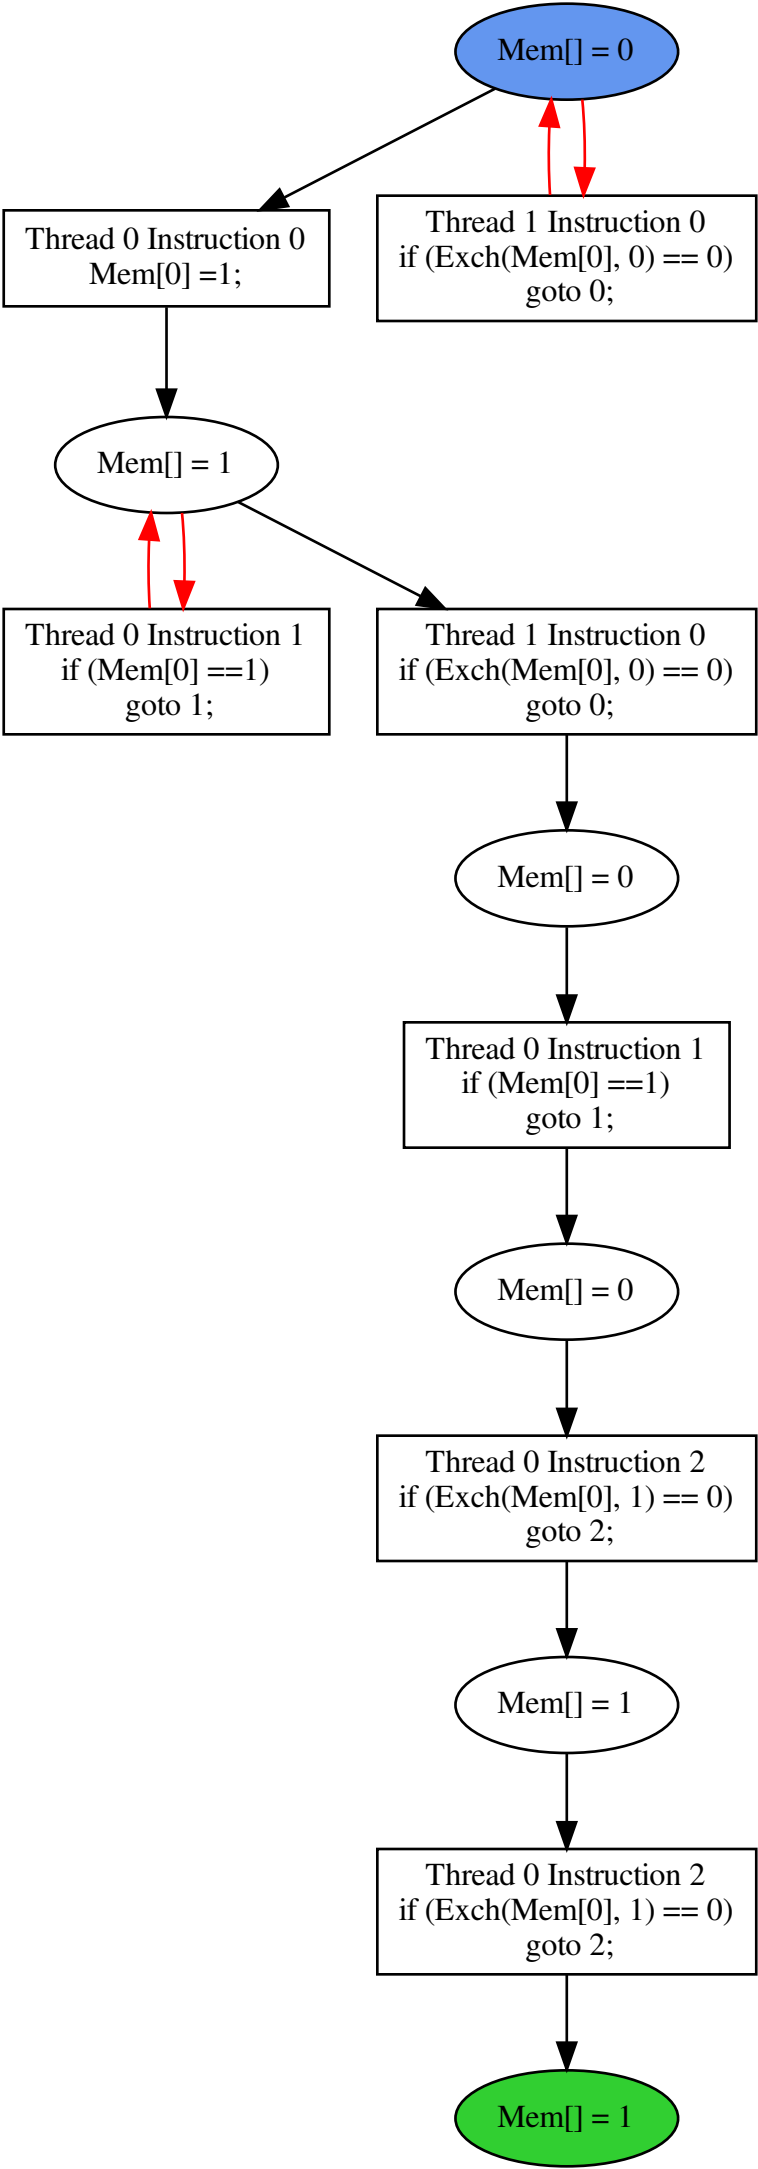 Mem[] = 0
Thread 0 Instruction 0
Mem[0] =1;
Thread 1 Instruction 0
if (Exch(Mem[0], 0) == 0)
goto 0;
Mem[] = 1
Thread 0 Instruction 1
if (Mem[0] ==1)
goto 1;
Thread 1 Instruction 0
if (Exch(Mem[0], 0) == 0)
goto 0;
Mem[] = 0
Thread 0 Instruction 1
if (Mem[0] ==1)
goto 1;
Mem[] = 0
Thread 0 Instruction 2
if (Exch(Mem[0], 1) == 0)
goto 2;
Mem[] = 1
Thread 0 Instruction 2
if (Exch(Mem[0], 1) == 0)
goto 2;
Mem[] = 1